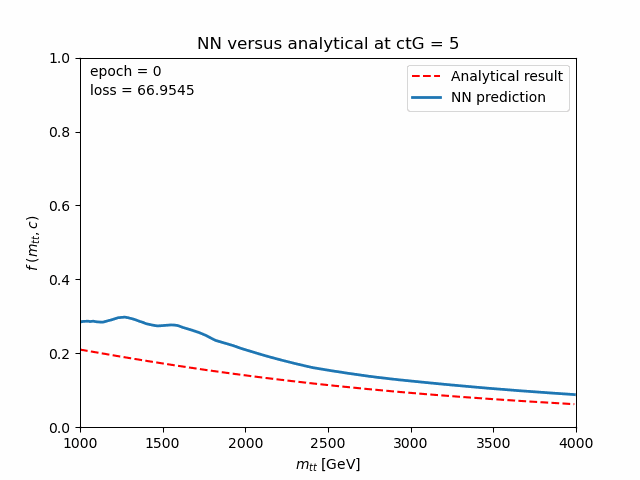 NN versus analytical at ctG = 5
epoch = 0
loss = 66.9545
Analytical result
NN prediction
1.0
0.8
0.6
0.4
0.2
0.0
f (m_tt, c)
1000
1500
2000
2500
3000
3500
4000
m_tt [GeV]